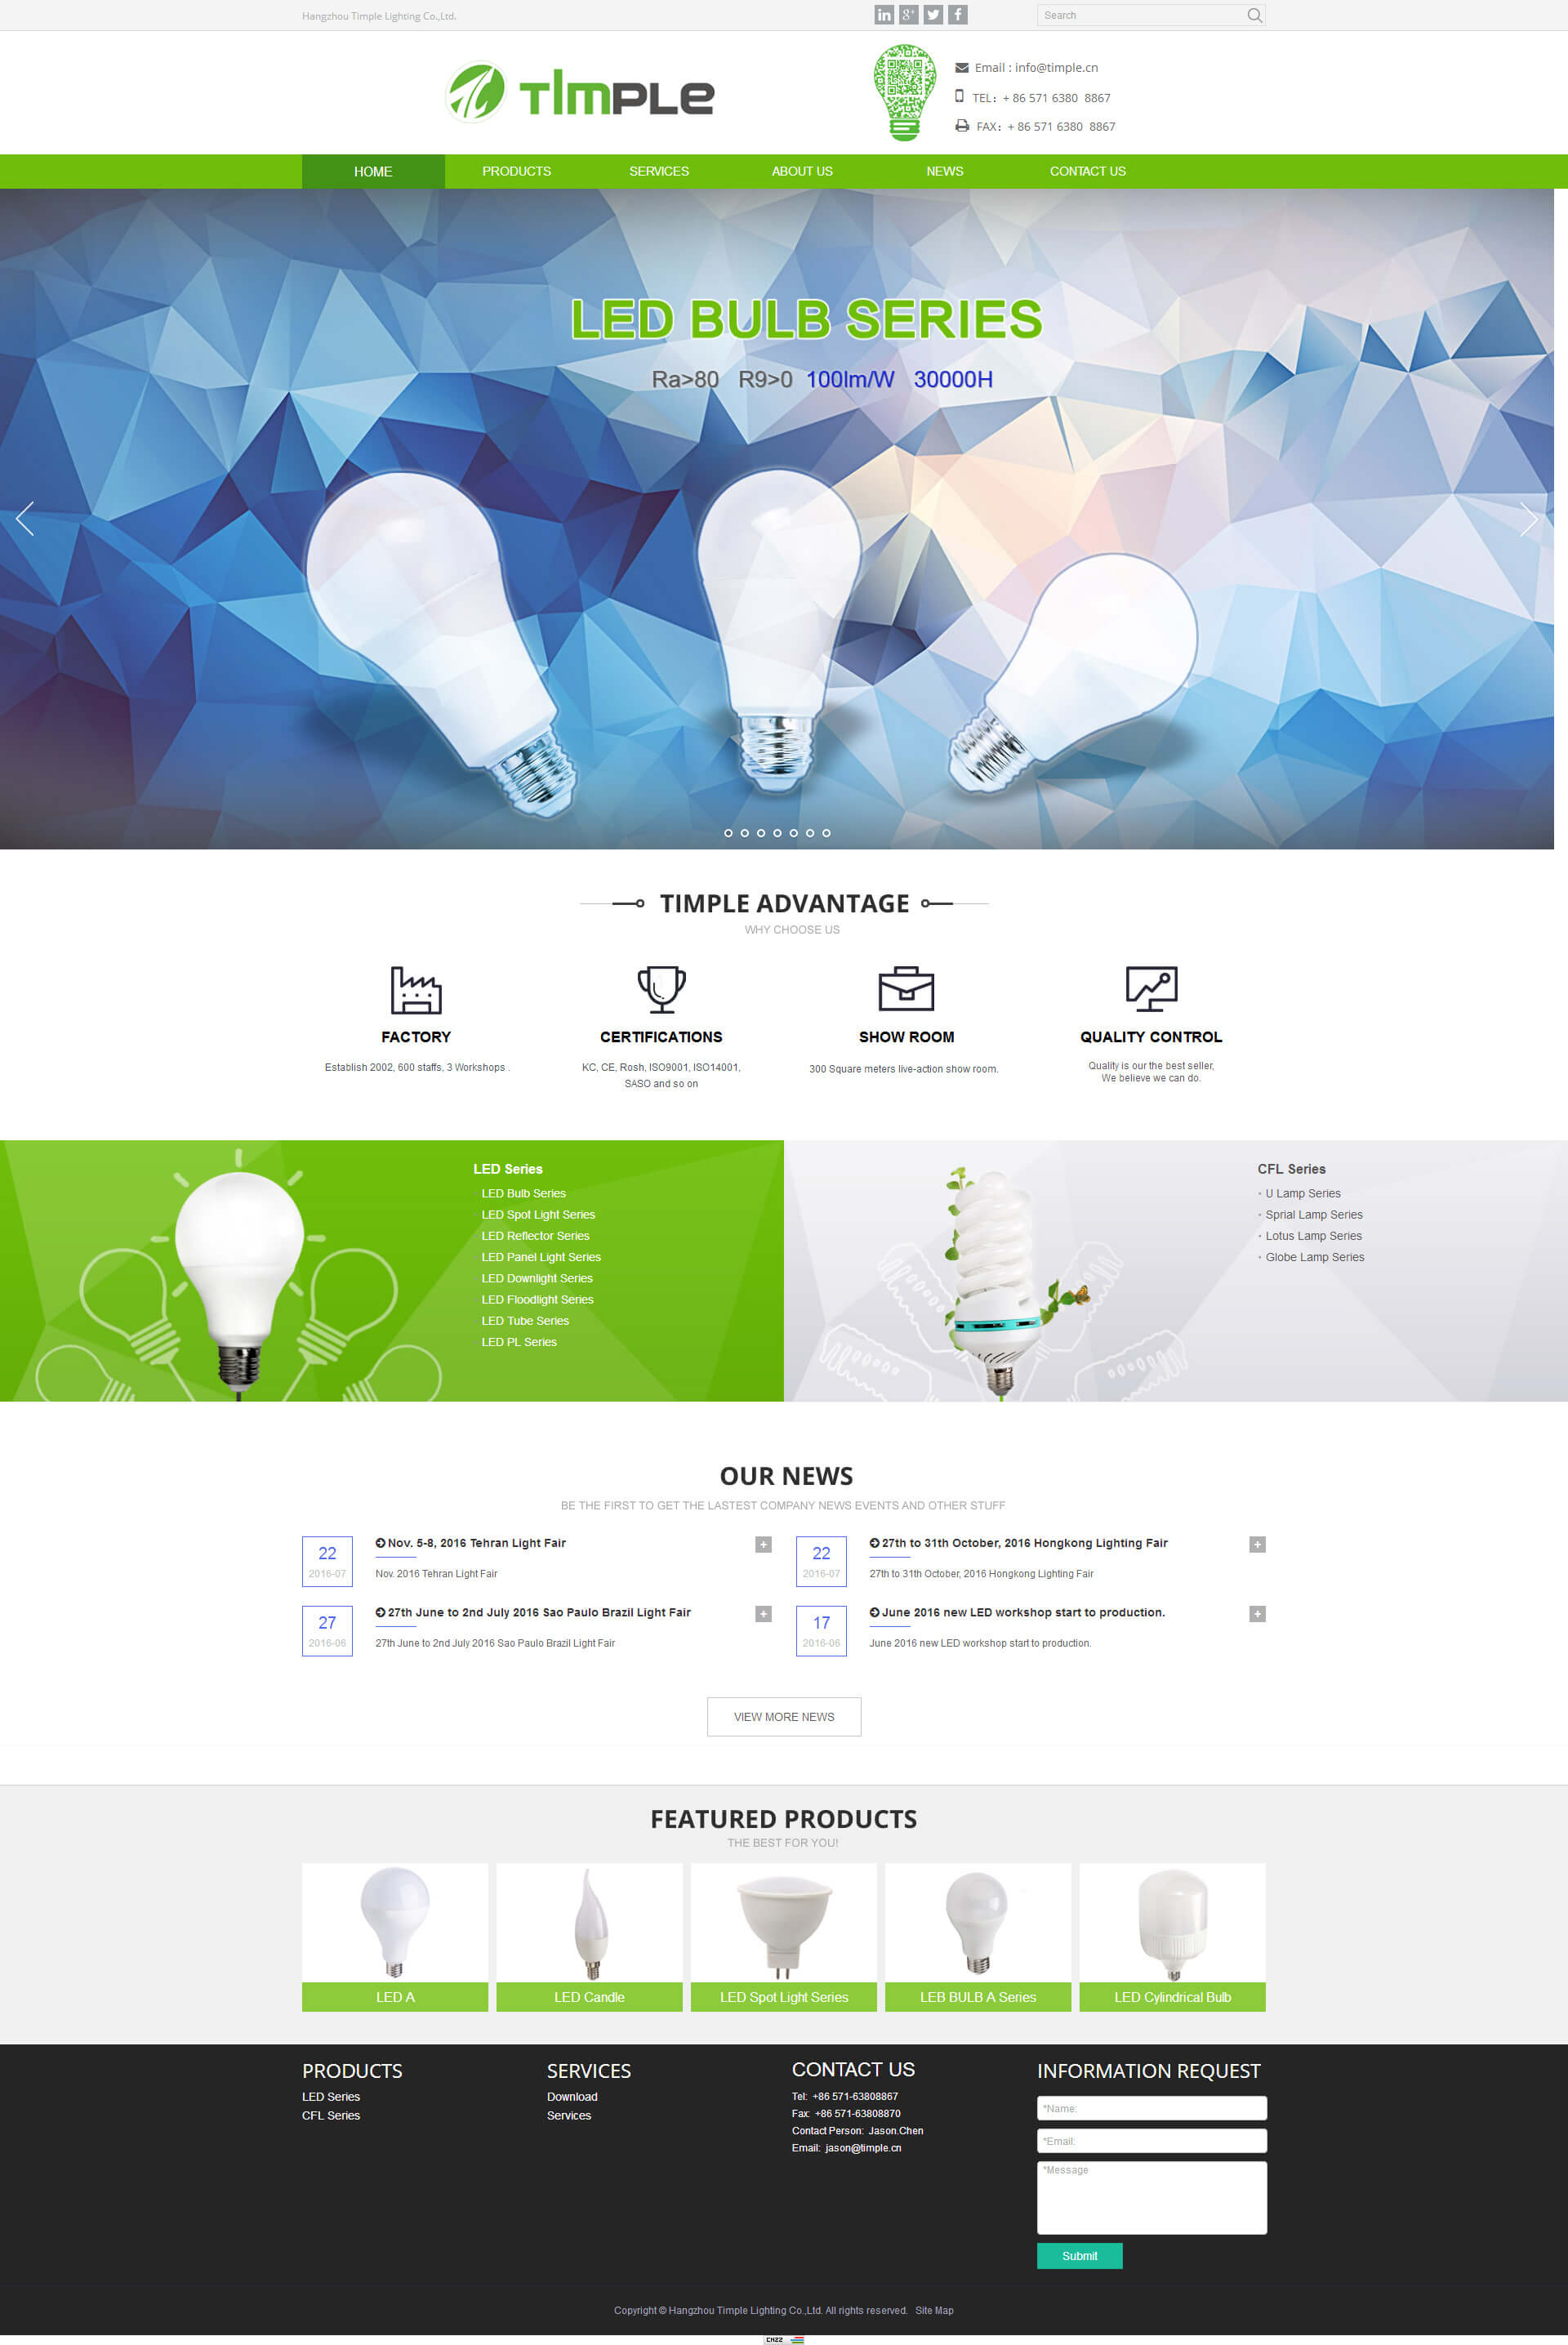 Hangzhou Timple Lighting Co.,Ltd.
Search
TIMPLE
Email : info@timple.cn
TEL: + 86 571 6380 8867
FAX: + 86 571 6380 8867
HOME PRODUCTS SERVICES ABOUT US NEWS CONTACT US
LED BULB SERIES
Ra>80 R9>0 100lm/W 30000H
TIMPLE ADVANTAGE
WHY CHOOSE US
FACTORY
Establish 2002, 600 staffs, 3 Workshops .
CERTIFICATIONS
KC, CE, Rosh, ISO9001, ISO14001,
SASO and so on
SHOW ROOM
300 Square meters live-action show room.
QUALITY CONTROL
Quality is our the best seller,
We believe we can do.
LED Series
LED Bulb Series
LED Spot Light Series
LED Reflector Series
LED Panel Light Series
LED Downlight Series
LED Floodlight Series
LED Tube Series
LED PL Series
CFL Series
· U Lamp Series
· Sprial Lamp Series
· Lotus Lamp Series
· Globe Lamp Series
OUR NEWS
BE THE FIRST TO GET THE LASTEST COMPANY NEWS EVENTS AND OTHER STUFF
22
2016-07
Nov. 5-8, 2016 Tehran Light Fair
Nov. 2016 Tehran Light Fair
22
2016-07
27th to 31th October, 2016 Hongkong Lighting Fair
27th to 31th October, 2016 Hongkong Lighting Fair
27
2016-06
27th June to 2nd July 2016 Sao Paulo Brazil Light Fair
27th June to 2nd July 2016 Sao Paulo Brazil Light Fair
17
2016-06
June 2016 new LED workshop start to production.
June 2016 new LED workshop start to production.
VIEW MORE NEWS
FEATURED PRODUCTS
THE BEST FOR YOU!
LED A
LED Candle
LED Spot Light Series
LEB BULB A Series
LED Cylindrical Bulb
PRODUCTS
LED Series
CFL Series
SERVICES
Download
Services
CONTACT US
Tel: +86 571-63808867
Fax: +86 571-63808870
Contact Person: Jason.Chen
Email: jason@timple.cn
INFORMATION REQUEST
*Name:
*Email:
*Message
Submit
Copyright © Hangzhou Timple Lighting Co.,Ltd. All rights reserved. Site Map
CNZZ